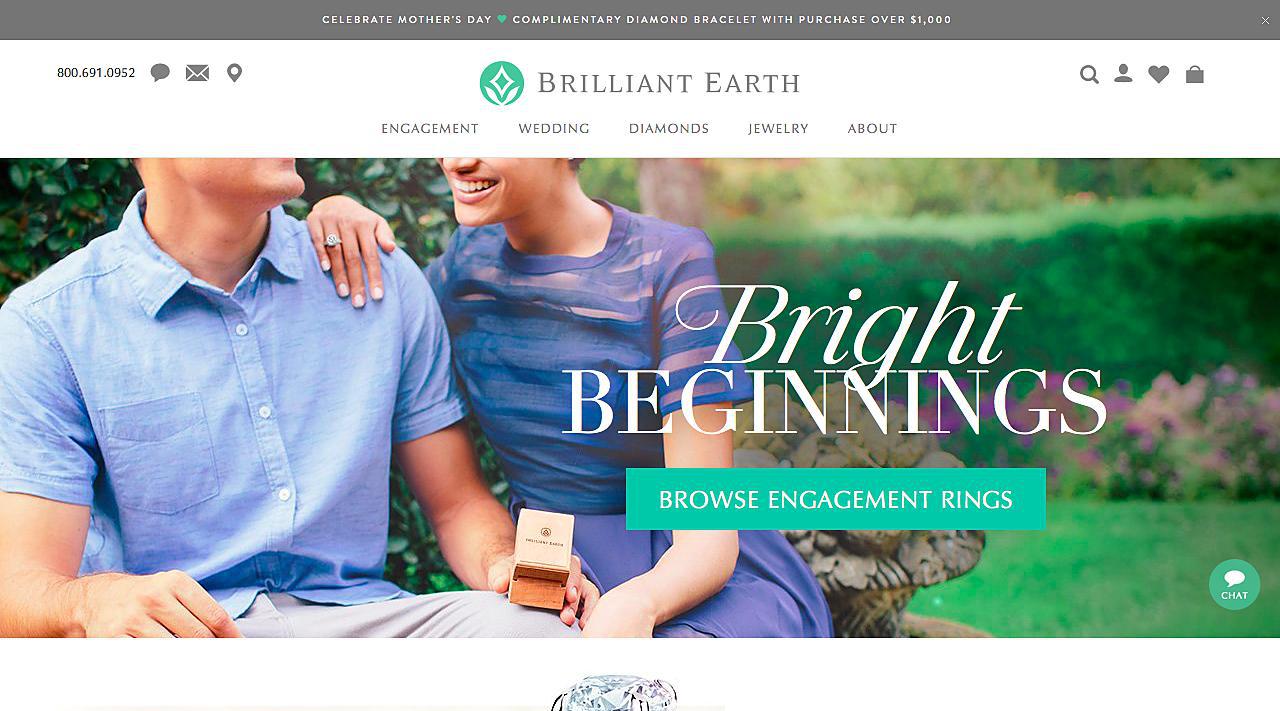 CELEBRATE MOTHER'S DAY 💚 COMPLIMENTARY DIAMOND BRACELET WITH PURCHASE OVER $1,000
800.691.0952
BRILLIANT EARTH
ENGAGEMENT WEDDING DIAMONDS JEWELRY ABOUT
Bright
BEGINNINGS
BROWSE ENGAGEMENT RINGS
BRILLIANT EARTH
CHAT